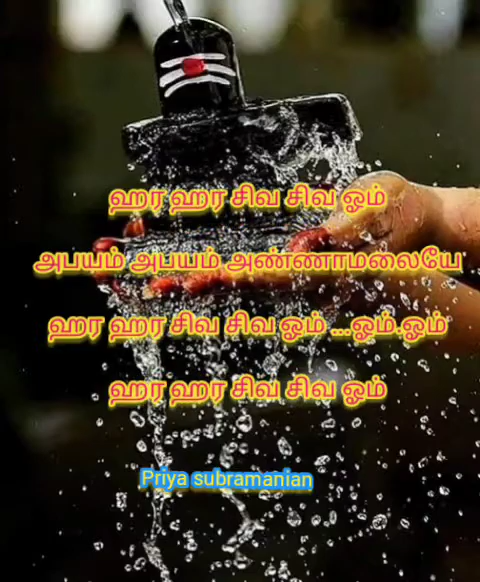 ஹர ஹர சிவ சிவ ஓம்
அபயம் அபயம் அண்ணாமலையே
ஹர ஹர சிவ சிவ ஓம் ...ஓம்.ஓம்
ஹர ஹர சிவ சிவ ஓம்
Priya subramanian